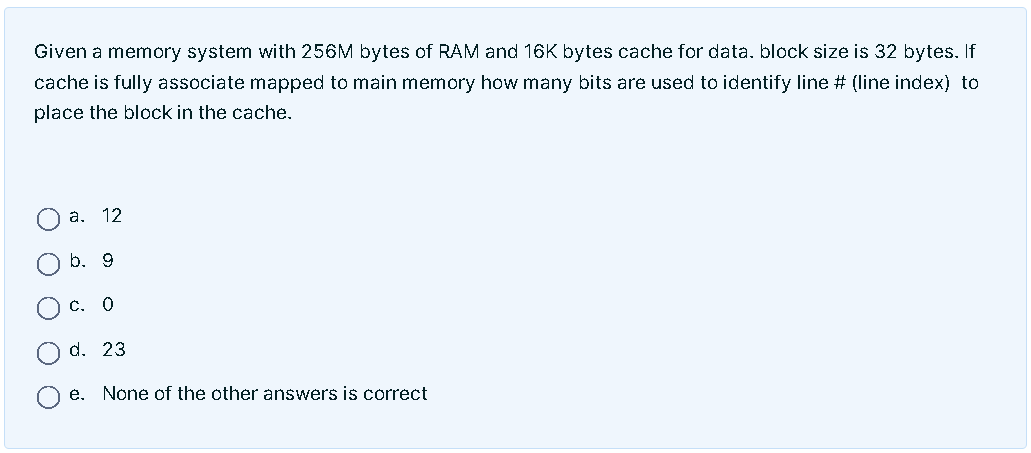 Given a memory system with 256M bytes of RAM and 16K bytes cache for data. block size is 32 bytes. If
cache is fully associate mapped to main memory how many bits are used to identify line # (line index)  to
place the block in the cache.
a. 12
b. 9
c. 0
d. 23
e. None of the other answers is correct